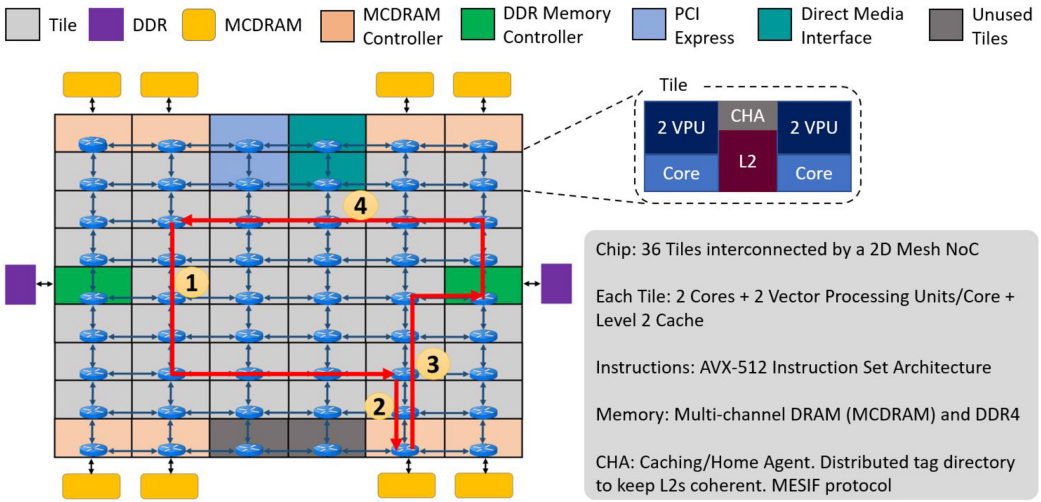 Tile
DDR
MCDRAM
MCDRAM
Controller
DDR Memory
Controller
PCI
Express
Direct Media
Interface
Unused
Tiles
Tile
2 VPU
CHA
2 VPU
L2
Core
Core
4
1
3
2
Chip: 36 Tiles interconnected by a 2D Mesh NoC
Each Tile: 2 Cores + 2 Vector Processing Units/Core +
Level 2 Cache
Instructions: AVX-512 Instruction Set Architecture
Memory: Multi-channel DRAM (MCDRAM) and DDR4
CHA: Caching/Home Agent. Distributed tag directory
to keep L2s coherent. MESIF protocol